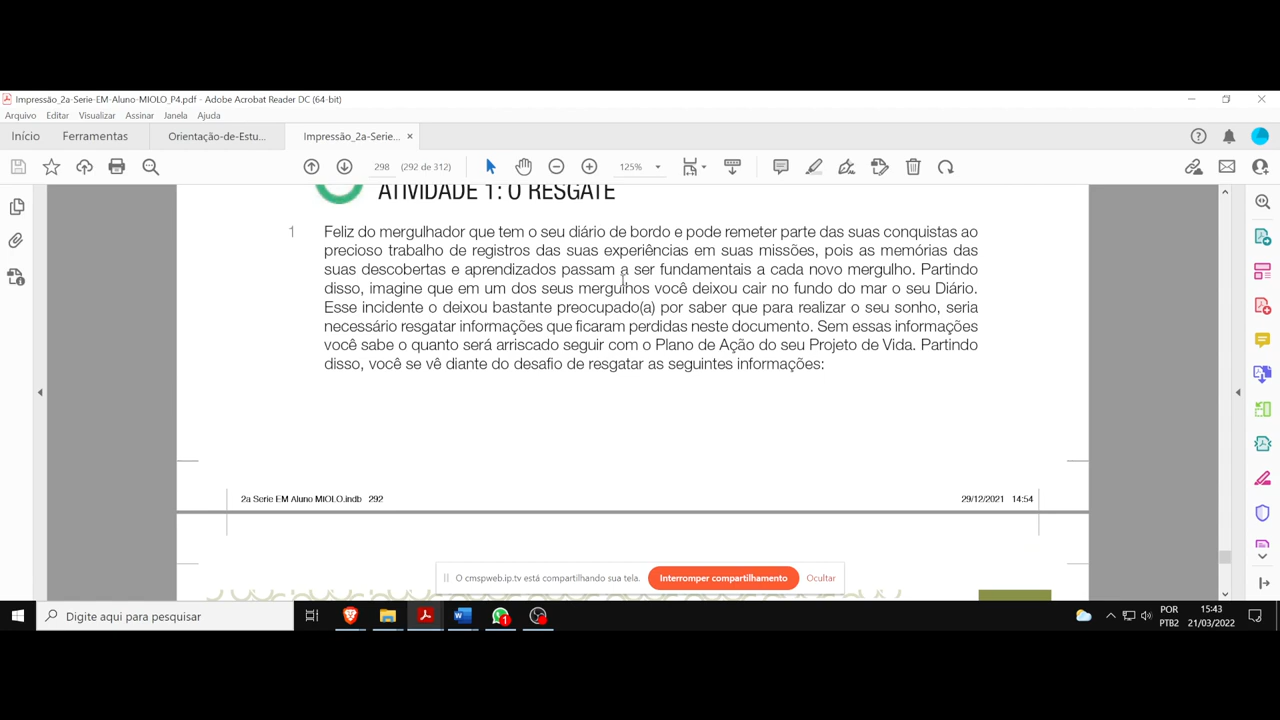 Impressão_2a-Serie-EM-Aluno-MIOLO_P4.pdf - Adobe Acrobat Reader DC (64-bit)
Arquivo Editar Visualizar Assinar Janela Ajuda
Início Ferramentas Orientação-de-Estu... Impressão_2a-Serie... ×
298 (292 de 312) 125%
ATIVIDADE 1: O RESGATE
1 Feliz do mergulhador que tem o seu diário de bordo e pode remeter parte das suas conquistas ao
precioso trabalho de registros das suas experiências em suas missões, pois as memórias das
suas descobertas e aprendizados passam a ser fundamentais a cada novo mergulho. Partindo
disso, imagine que em um dos seus mergulhos você deixou cair no fundo do mar o seu Diário.
Esse incidente o deixou bastante preocupado(a) por saber que para realizar o seu sonho, seria
necessário resgatar informações que ficaram perdidas neste documento. Sem essas informações
você sabe o quanto será arriscado seguir com o Plano de Ação do seu Projeto de Vida. Partindo
disso, você se vê diante do desafio de resgatar as seguintes informações:
2a Serie EM Aluno MIOLO.indb 292 29/12/2021 14:54
O cmspweb.ip.tv está compartilhando sua tela. Interromper compartilhamento Ocultar
Digite aqui para pesquisar
1
POR 15:43
PTB2 21/03/2022